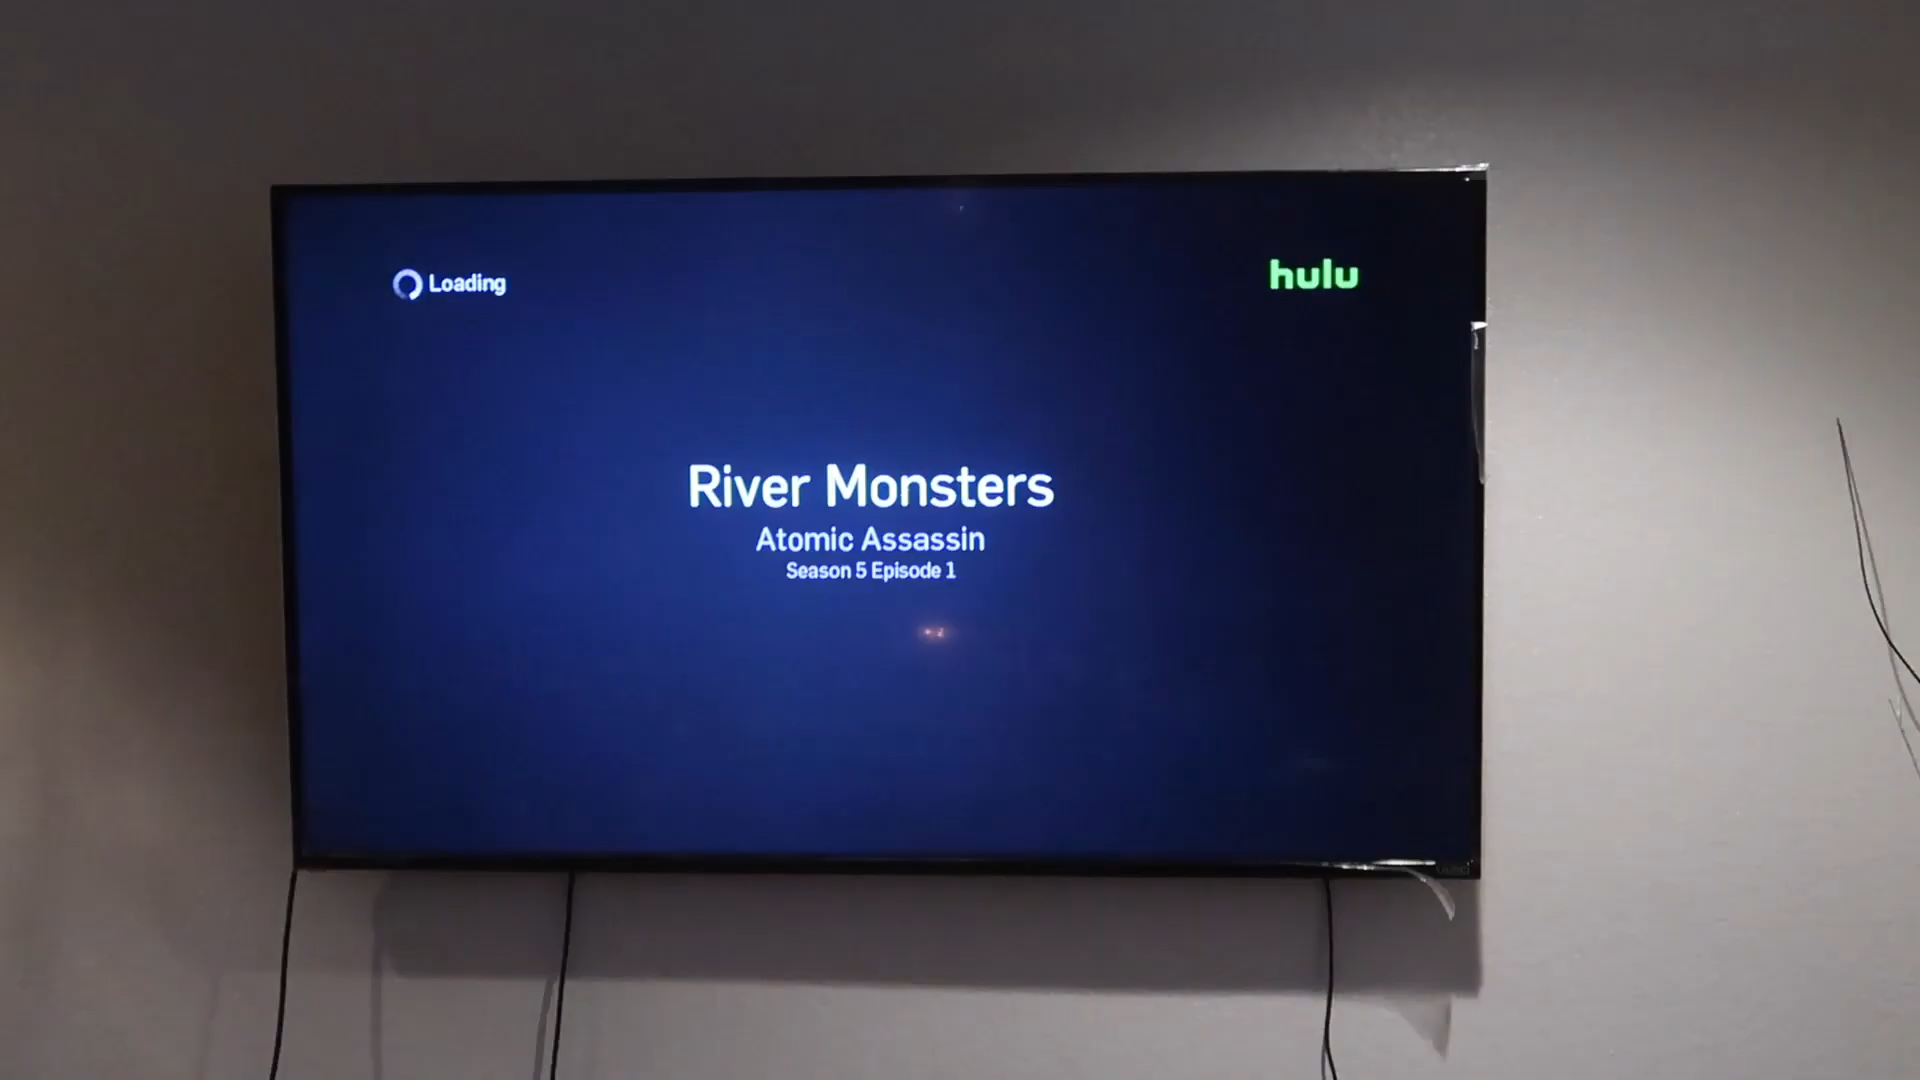 Loading
hulu
River Monsters
Atomic Assassin
Season 5 Episode 1